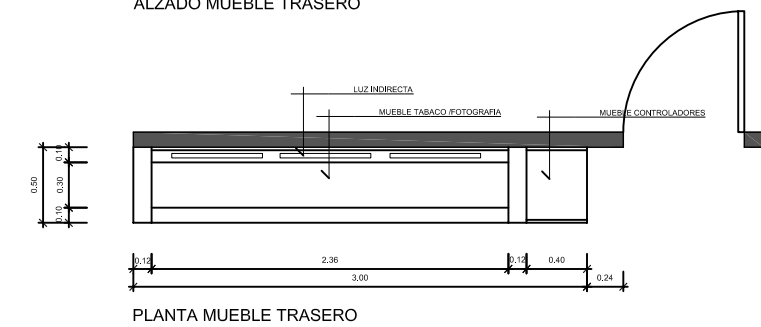 ALZADO MUEBLE TRASERO
LUZ INDIRECTA
MUEBLE TABACO /FOTOGRAFIA
MUEBLE CONTROLADORES
0.10
0.50
0.30
0.10
0.12
2.36
0.12
0.40
3.00
0.24
PLANTA MUEBLE TRASERO